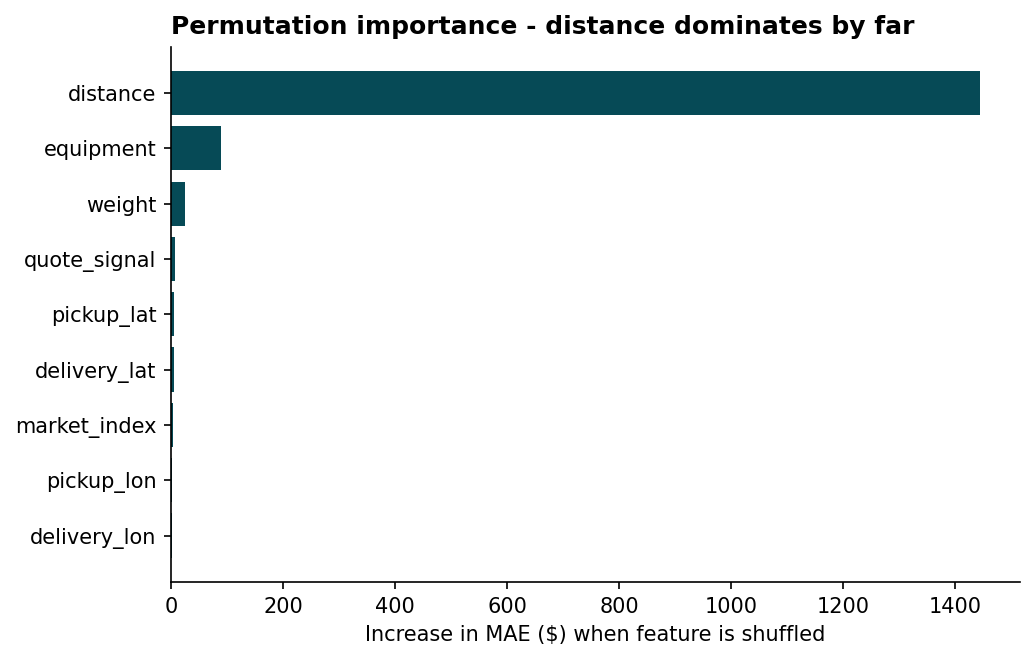 Permutation importance - distance dominates by far
distance
equipment
weight
quote_signal
pickup_lat
delivery_lat
market_index
pickup_lon
delivery_lon
0 200 400 600 800 1000 1200 1400
Increase in MAE ($) when feature is shuffled